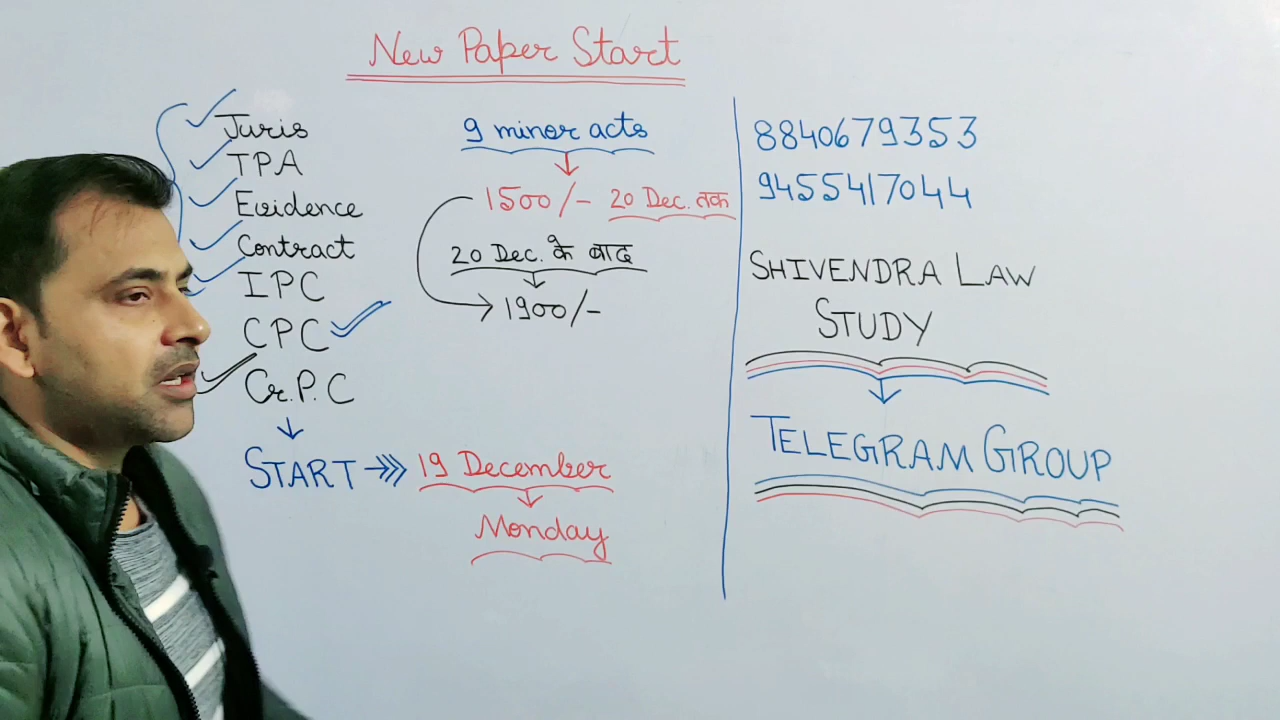 New Paper Start
Juris
TPA
Evidence
Contract
IPC
CPC
Cr.P.C
START
19 December
Monday
9 minor acts
1500/- 20 Dec. तक
20 Dec. के बाद
1900/-
8840679353
9455417044
SHIVENDRA LAW
STUDY
TELEGRAM GROUP